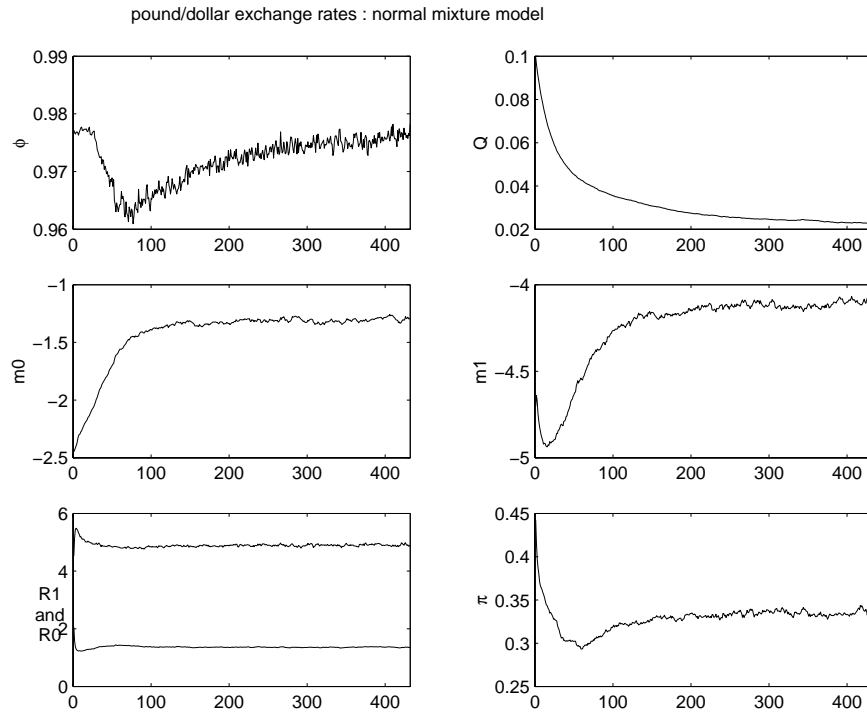 pound/dollar exchange rates : normal mixture model
0.99
0.98
0.97
0.96
ϕ
0 100 200 300 400
0.1
0.08
0.06
0.04
0.02
Q
0 100 200 300 400
−1
−1.5
−2
−2.5
m0
0 100 200 300 400
−4
−4.5
−5
m1
0 100 200 300 400
6
4
2
0
R1
and
R0
0 100 200 300 400
0.45
0.4
0.35
0.3
0.25
π
0 100 200 300 400